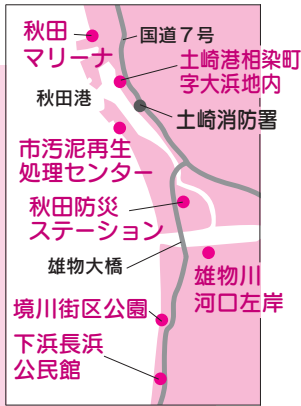 秋田
マリーナ
国道7号
土崎港相染町
字大浜地内
秋田港
土崎消防署
市汚泥再生
処理センター
秋田防災
ステーション
雄物大橋
雄物川
河口左岸
境川街区公園
下浜長浜
公民館